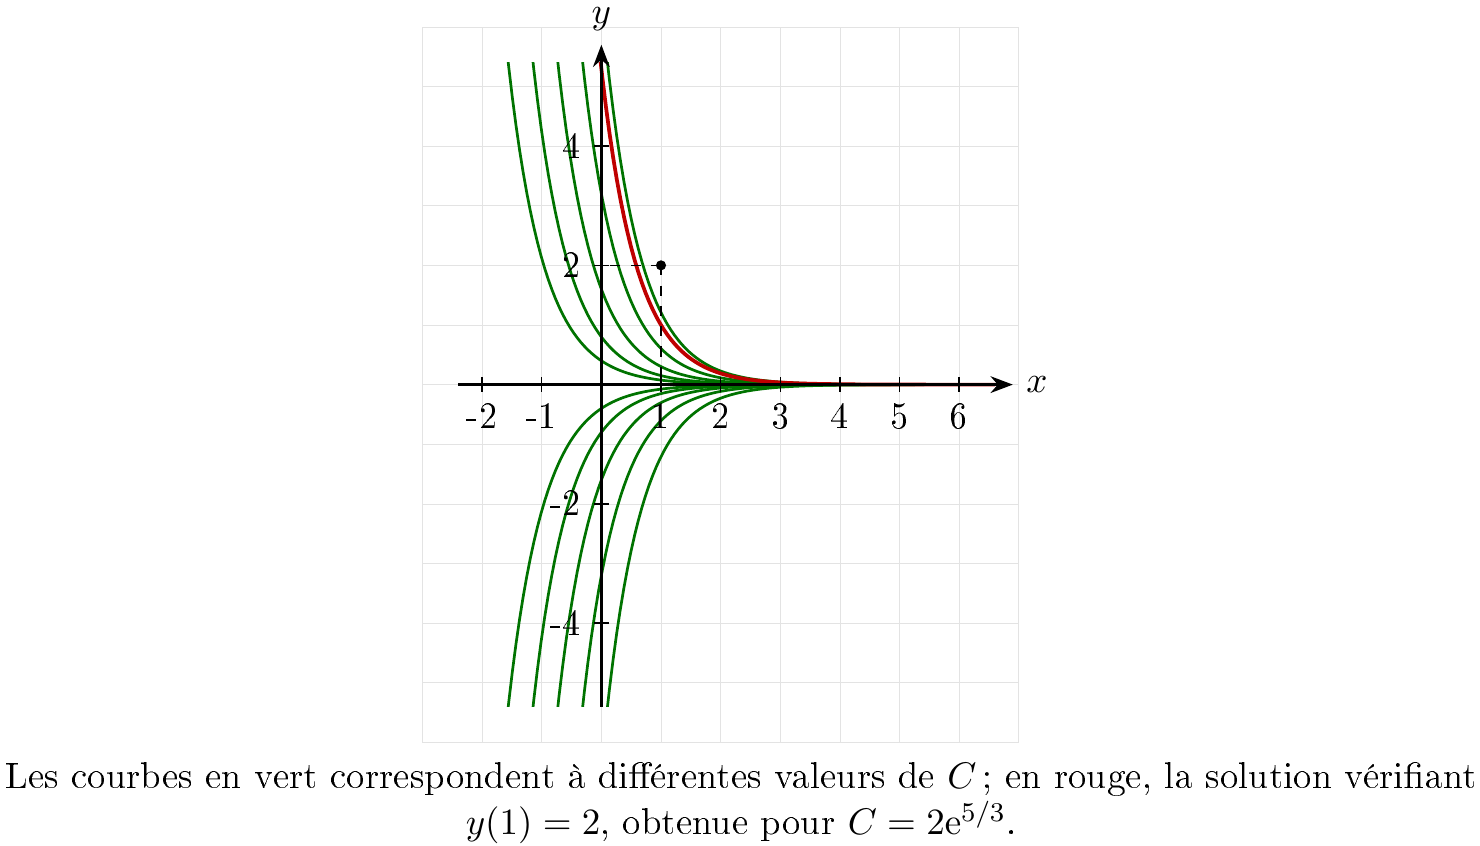 y
4
2
-2 -1 1 2 3 4 5 6 x
-2
-4
Les courbes en vert correspondent à différentes valeurs de C ; en rouge, la solution vérifiant
y(1) = 2, obtenue pour C = 2e^{5/3}.